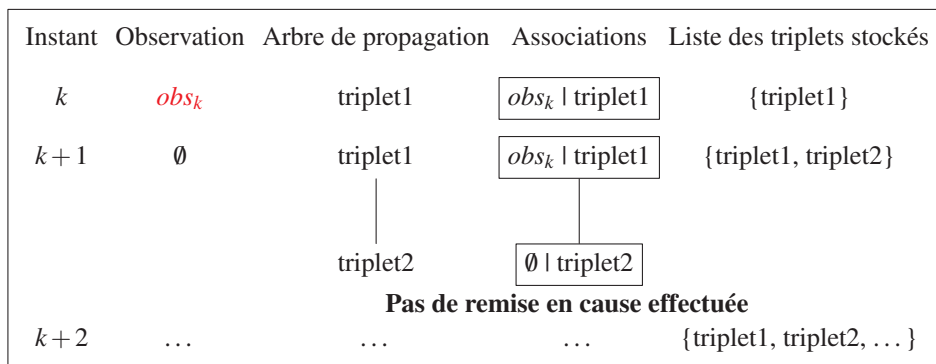 Instant Observation Arbre de propagation Associations Liste des triplets stockés
k obs_k triplet1 obs_k | triplet1 {triplet1}
k + 1 ∅ triplet1 obs_k | triplet1 {triplet1, triplet2}
triplet2 ∅ | triplet2
Pas de remise en cause effectuée
k + 2 ... ... ... {triplet1, triplet2, ... }